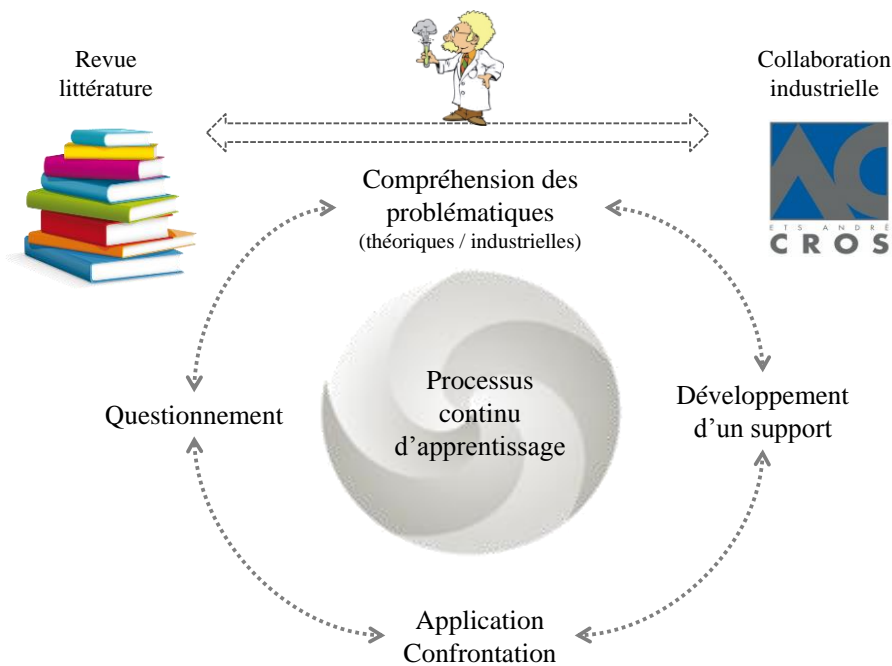 Revue
littérature
Collaboration
industrielle
Compréhension des
problématiques
(théoriques / industrielles)
AC
ETS ANDRÉ
CROS
Processus
continu
d’apprentissage
Questionnement
Développement
d’un support
Application
Confrontation